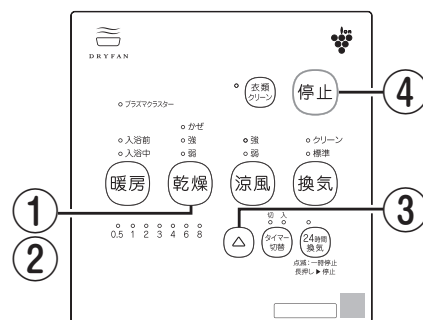 DRYFAN
衣類
クリーン
停止
④
プラズマクラスター
かぜ
入浴前
強
強
クリーン
入浴中
弱
弱
標準
暖房
乾燥
涼風
換気
①
②
③
切 入
0.5 1 2 3 4 6 8
△
タイマー
切替
24時間
換気
点滅:一時停止
長押し▶停止